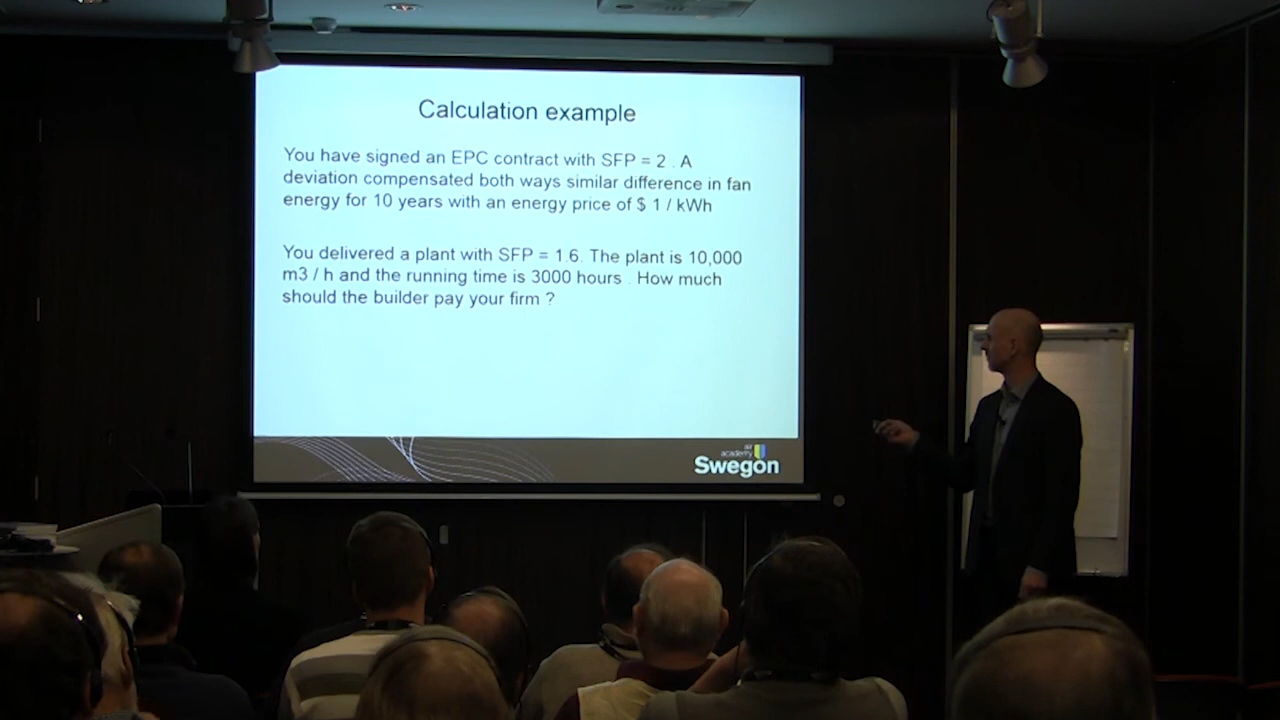 Calculation example
You have signed an EPC contract with SFP = 2 . A
deviation compensated both ways similar difference in fan
energy for 10 years with an energy price of $ 1 / kWh
You delivered a plant with SFP = 1.6. The plant is 10,000
m3 / h and the running time is 3000 hours . How much
should the builder pay your firm ?
air
academy
Swegon